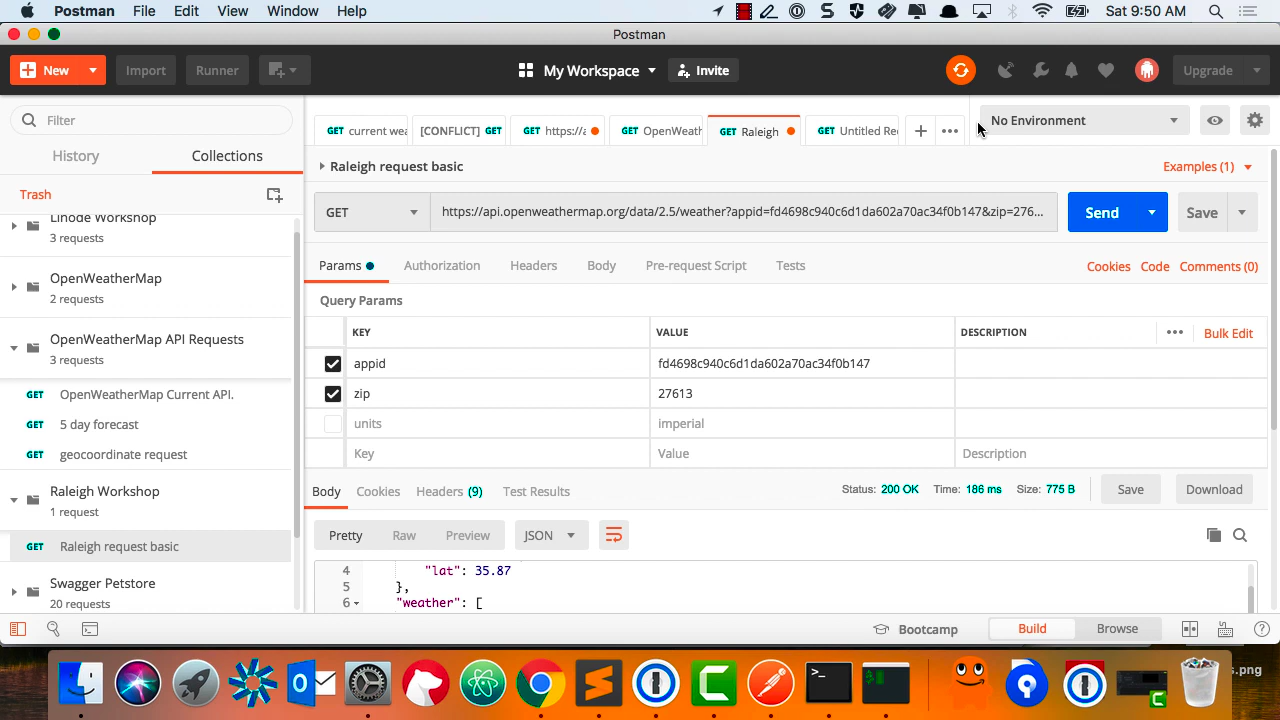 Postman File Edit View Window Help Sat 9:50 AM
Postman
New Import Runner My Workspace Invite Upgrade
Filter
History Collections
Trash
Linode Workshop
3 requests
OpenWeatherMap
2 requests
OpenWeatherMap API Requests
3 requests
GET OpenWeatherMap Current API.
GET 5 day forecast
GET geocoordinate request
Raleigh Workshop
1 request
GET Raleigh request basic
Swagger Petstore
20 requests
GET current wea [CONFLICT] GET GET https://a GET OpenWeath GET Raleigh GET Untitled Rec
No Environment
Raleigh request basic Examples (1)
GET https://api.openweathermap.org/data/2.5/weather?appid=fd4698c940c6d1da602a70ac34f0b147&zip=276... Send Save
Params Authorization Headers Body Pre-request Script Tests Cookies Code Comments (0)
Query Params
KEY VALUE DESCRIPTION Bulk Edit
appid fd4698c940c6d1da602a70ac34f0b147
zip 27613
units imperial
Key Value Description
Body Cookies Headers (9) Test Results Status: 200 OK Time: 186 ms Size: 775 B Save Download
Pretty Raw Preview JSON
4 "lat": 35.87
5 },
6 "weather": [
Bootcamp Build Browse
s.png